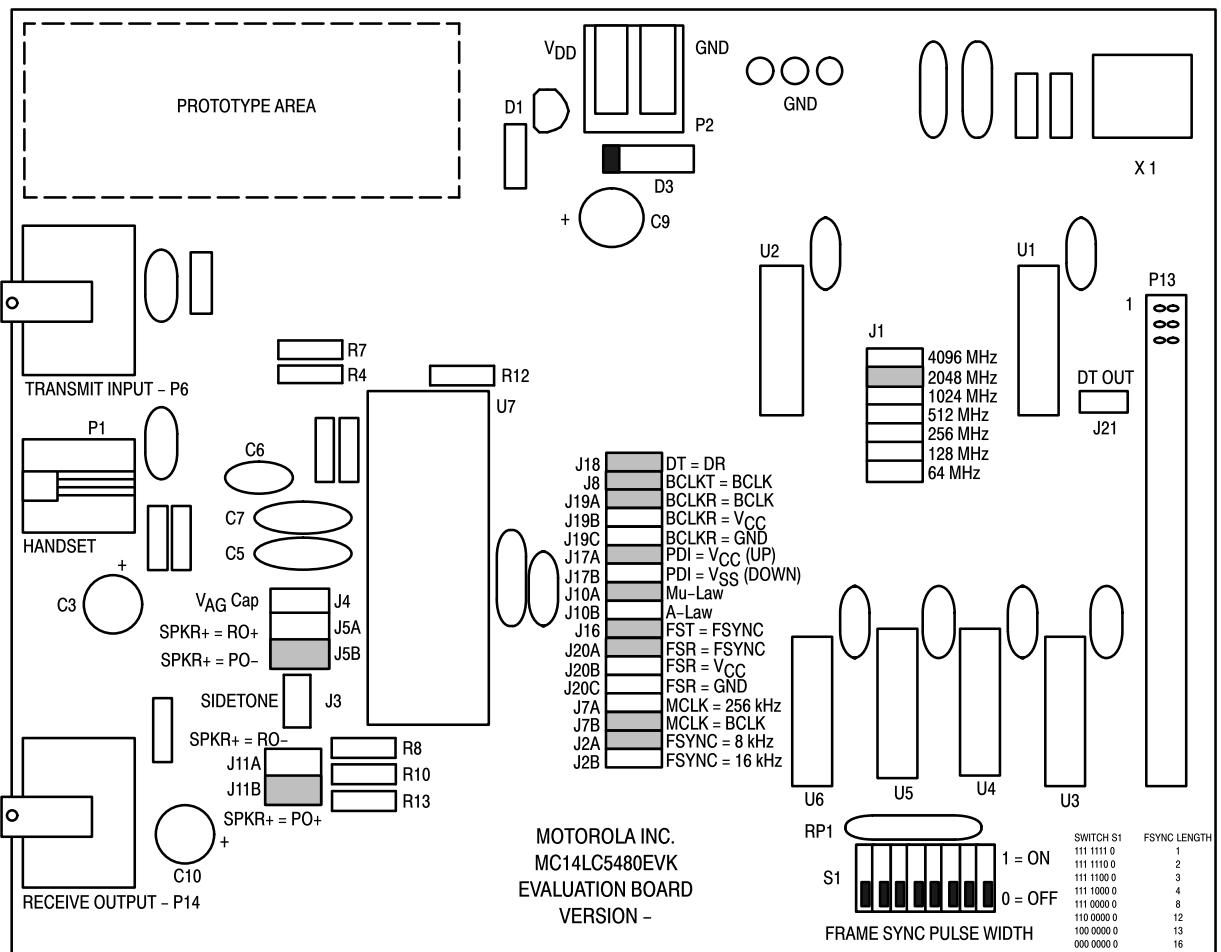 PROTOTYPE AREA
VDD
GND
P2
D1
D3
+
C9
GND
X 1
U2
U1
P13
1
TRANSMIT INPUT – P6
R7
R4
R12
U7
J1
4096 MHz
2048 MHz
1024 MHz
512 MHz
256 MHz
128 MHz
64 MHz
DT OUT
J21
P1
HANDSET
C6
C7
C5
+
C3
VAG Cap J4
SPKR+ = RO+ J5A
SPKR+ = PO– J5B
SIDETONE J3
SPKR+ = RO–
J11A
J11B
SPKR+ = PO+
R8
R10
R13
J18 DT = DR
J8 BCLKT = BCLK
J19A BCLKR = BCLK
J19B BCLKR = VCC
J19C BCLKR = GND
J17A PDI = VCC (UP)
J17B PDI = VSS (DOWN)
J10A Mu–Law
J10B A–Law
J16 FST = FSYNC
J20A FSR = FSYNC
J20B FSR = VCC
J20C FSR = GND
J7A MCLK = 256 kHz
J7B MCLK = BCLK
J2A FSYNC = 8 kHz
J2B FSYNC = 16 kHz
U6
U5
U4
U3
+
C10
RECEIVE OUTPUT – P14
MOTOROLA INC.
MC14LC5480EVK
EVALUATION BOARD
VERSION –
RP1
S1
1 = ON
0 = OFF
FRAME SYNC PULSE WIDTH
SWITCH S1 FSYNC LENGTH
111 1111 0 1
111 1110 0 2
111 1100 0 3
111 1000 0 4
111 0000 0 8
110 0000 0 12
100 0000 0 13
000 0000 0 16